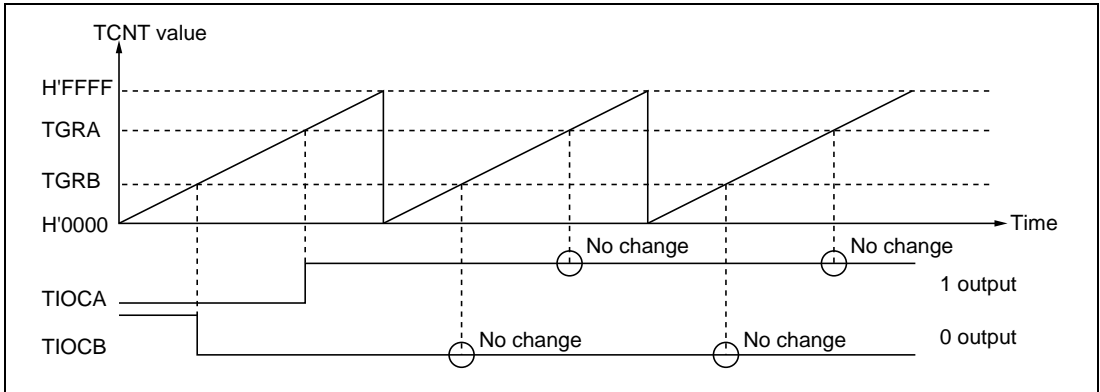 TCNT value
H'FFFF
TGRA
TGRB
H'0000
Time
No change
No change
1 output
TIOCA
No change
No change
0 output
TIOCB